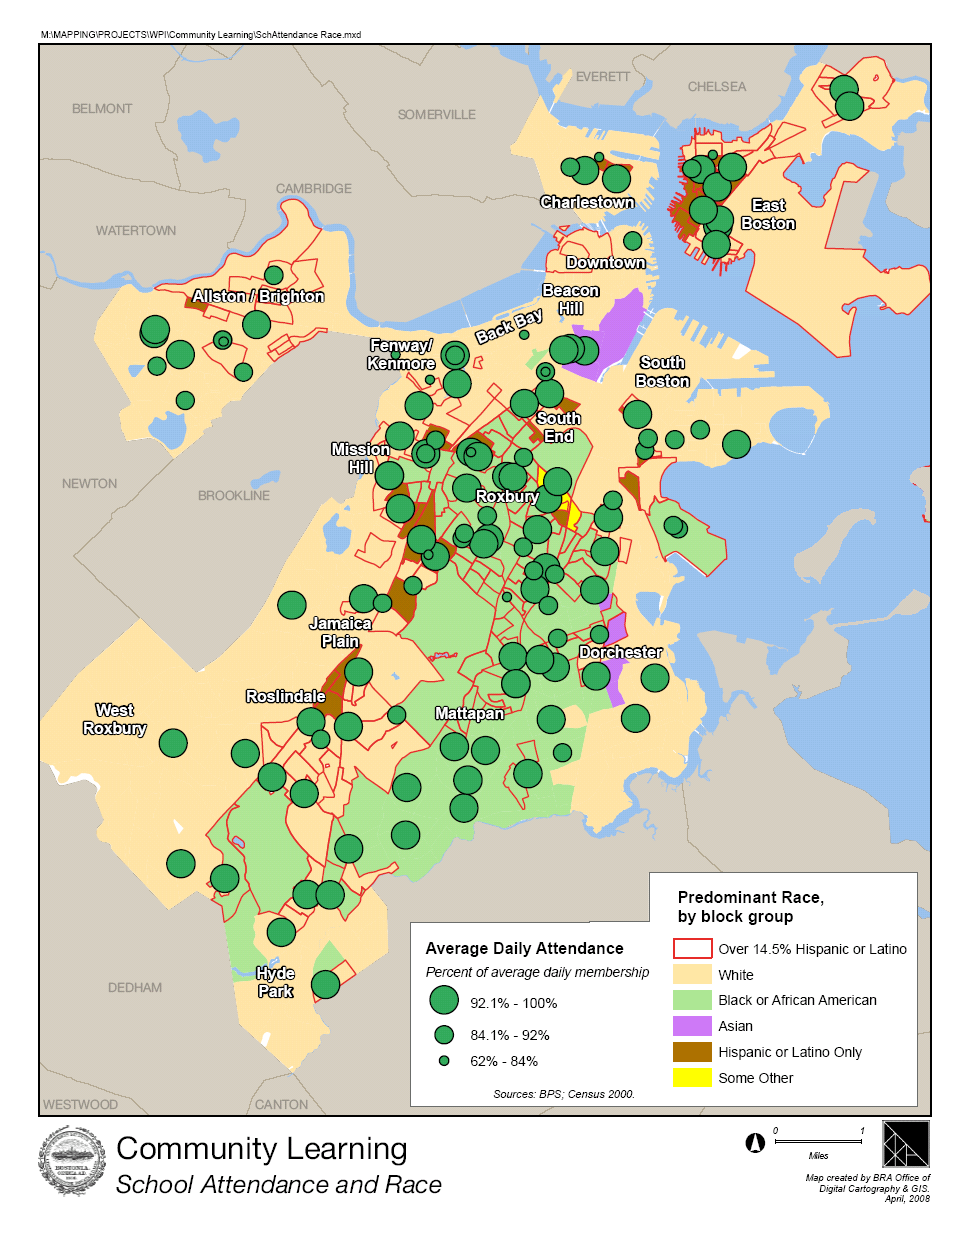 M:\MAPPING\PROJECTS\WPI\Community Learning\SchAttendance Race.mxd
EVERETT
CHELSEA
BELMONT
SOMERVILLE
CAMBRIDGE
WATERTOWN
Charlestown
East
Boston
Downtown
Allston / Brighton
Beacon
Hill
Back Bay
Fenway/
Kenmore
South
Boston
South
End
Mission
Hill
NEWTON
BROOKLINE
Roxbury
Jamaica
Plain
Dorchester
Roslindale
West
Roxbury
Mattapan
Hyde
Park
DEDHAM
WESTWOOD
CANTON
Average Daily Attendance
Percent of average daily membership
92.1% - 100%
84.1% - 92%
62% - 84%
Predominant Race,
by block group
Over 14.5% Hispanic or Latino
White
Black or African American
Asian
Hispanic or Latino Only
Some Other
Sources: BPS; Census 2000.
Community Learning
School Attendance and Race
0 1
Miles
Map created by BRA Office of
Digital Cartography & GIS.
April, 2008